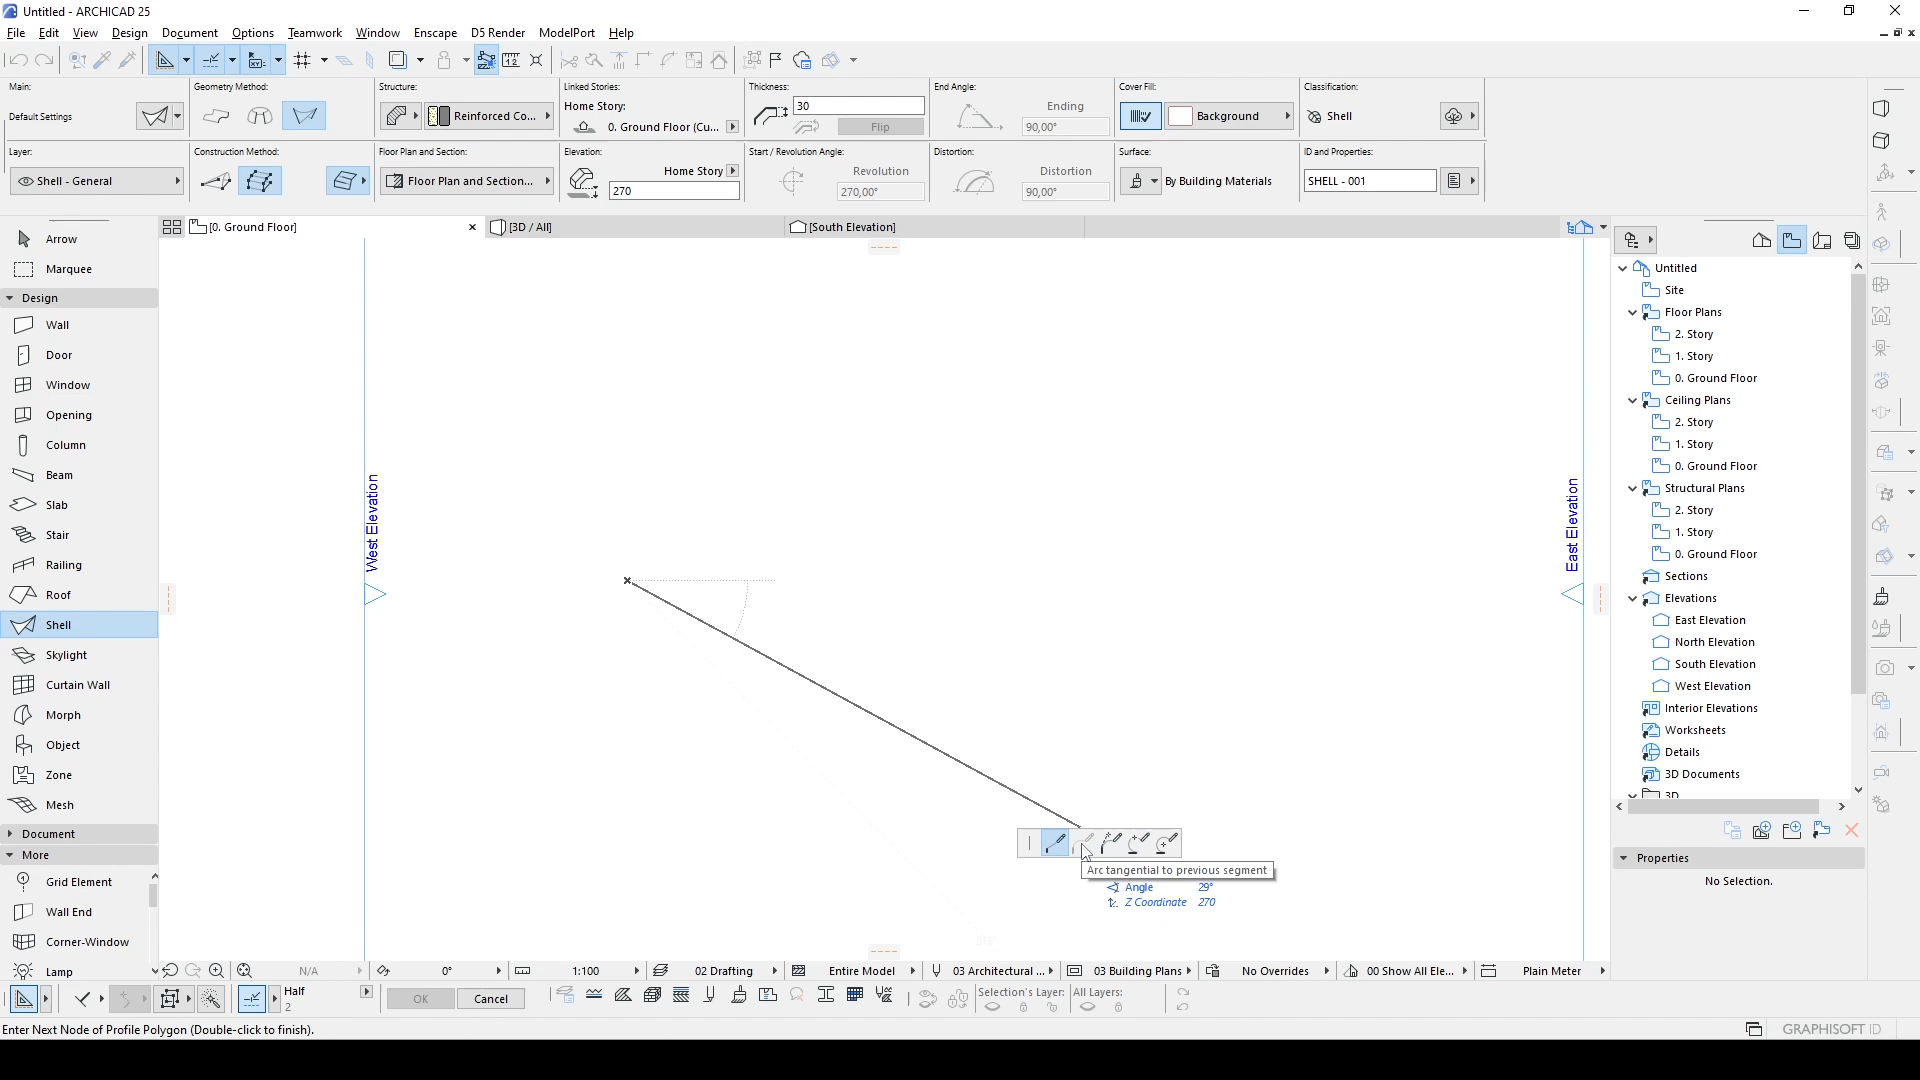 Untitled - ARCHICAD 25
File Edit View Design Document Options Teamwork Window Enscape D5 Render ModelPort Help
Main: Geometry Method: Structure: Linked Stories: Thickness: End Angle: Cover Fill: Classification:
Default Settings Reinforced Co... Home Story: 0. Ground Floor (Cu... 30 Flip Ending 90,00° Background Shell
Layer: Construction Method: Floor Plan and Section: Elevation: Start / Revolution Angle: Distortion: Surface: ID and Properties:
Shell - General Floor Plan and Section... Home Story 270 Revolution 270,00° Distortion 90,00° By Building Materials SHELL - 001
[0. Ground Floor] [3D / All] [South Elevation]
Arrow
Marquee
Design
Wall
Door
Window
Opening
Column
Beam
Slab
Stair
Railing
Roof
Shell
Skylight
Curtain Wall
Morph
Object
Zone
Mesh
Document
More
Grid Element
Wall End
Corner-Window
Lamp
West Elevation
East Elevation
Arc tangential to previous segment
Angle 29°
Z Coordinate 270
Untitled
Site
Floor Plans
2. Story
1. Story
0. Ground Floor
Ceiling Plans
2. Story
1. Story
0. Ground Floor
Structural Plans
2. Story
1. Story
0. Ground Floor
Sections
Elevations
East Elevation
North Elevation
South Elevation
West Elevation
Interior Elevations
Worksheets
Details
3D Documents
3D
Properties
No Selection.
N/A 0° 1:100 02 Drafting Entire Model 03 Architectural ... 03 Building Plans No Overrides 00 Show All Ele... Plain Meter
Half
2
OK Cancel
Selection's Layer: All Layers:
Enter Next Node of Profile Polygon (Double-click to finish).
GRAPHISOFT ID